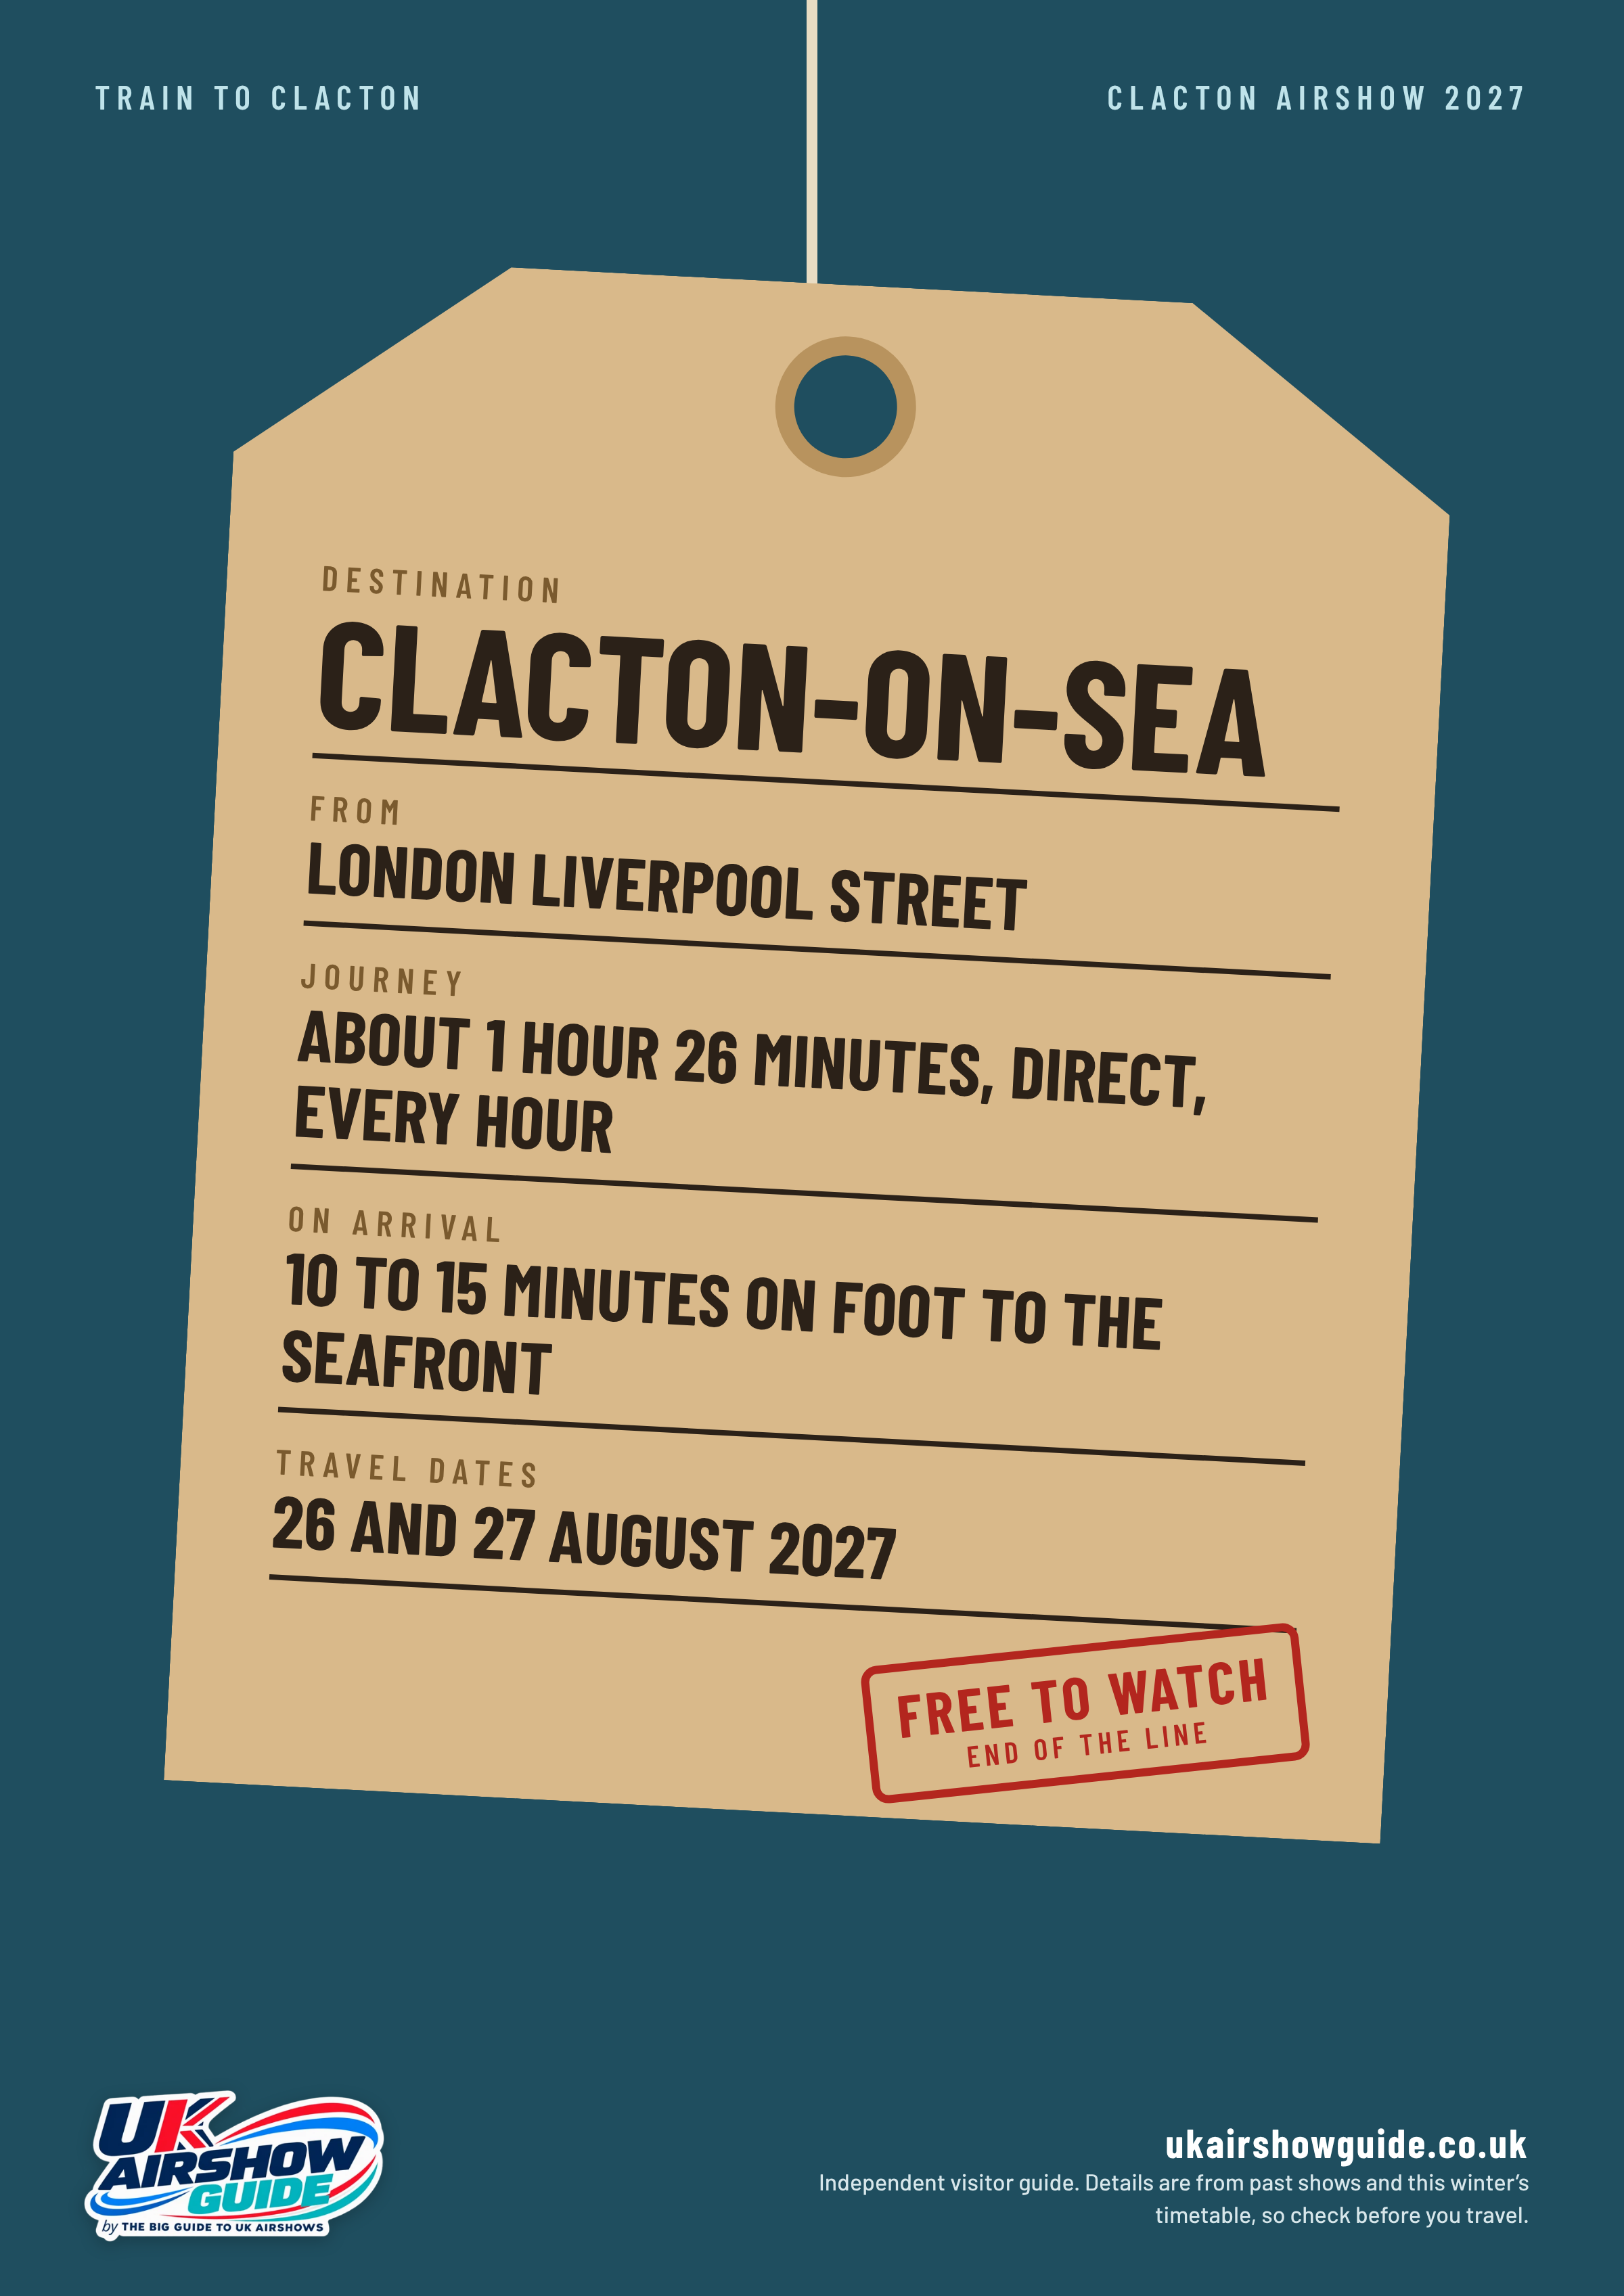 TRAIN TO CLACTON
CLACTON AIRSHOW 2027
DESTINATION
CLACTON-ON-SEA
FROM
LONDON LIVERPOOL STREET
JOURNEY
ABOUT 1 HOUR 26 MINUTES, DIRECT,
EVERY HOUR
ON ARRIVAL
10 TO 15 MINUTES ON FOOT TO THE
SEAFRONT
TRAVEL DATES
26 AND 27 AUGUST 2027
FREE TO WATCH
END OF THE LINE
UK
AIRSHOW
GUIDE
by THE BIG GUIDE TO UK AIRSHOWS
ukairshowguide.co.uk
Independent visitor guide. Details are from past shows and this winter’s
timetable, so check before you travel.